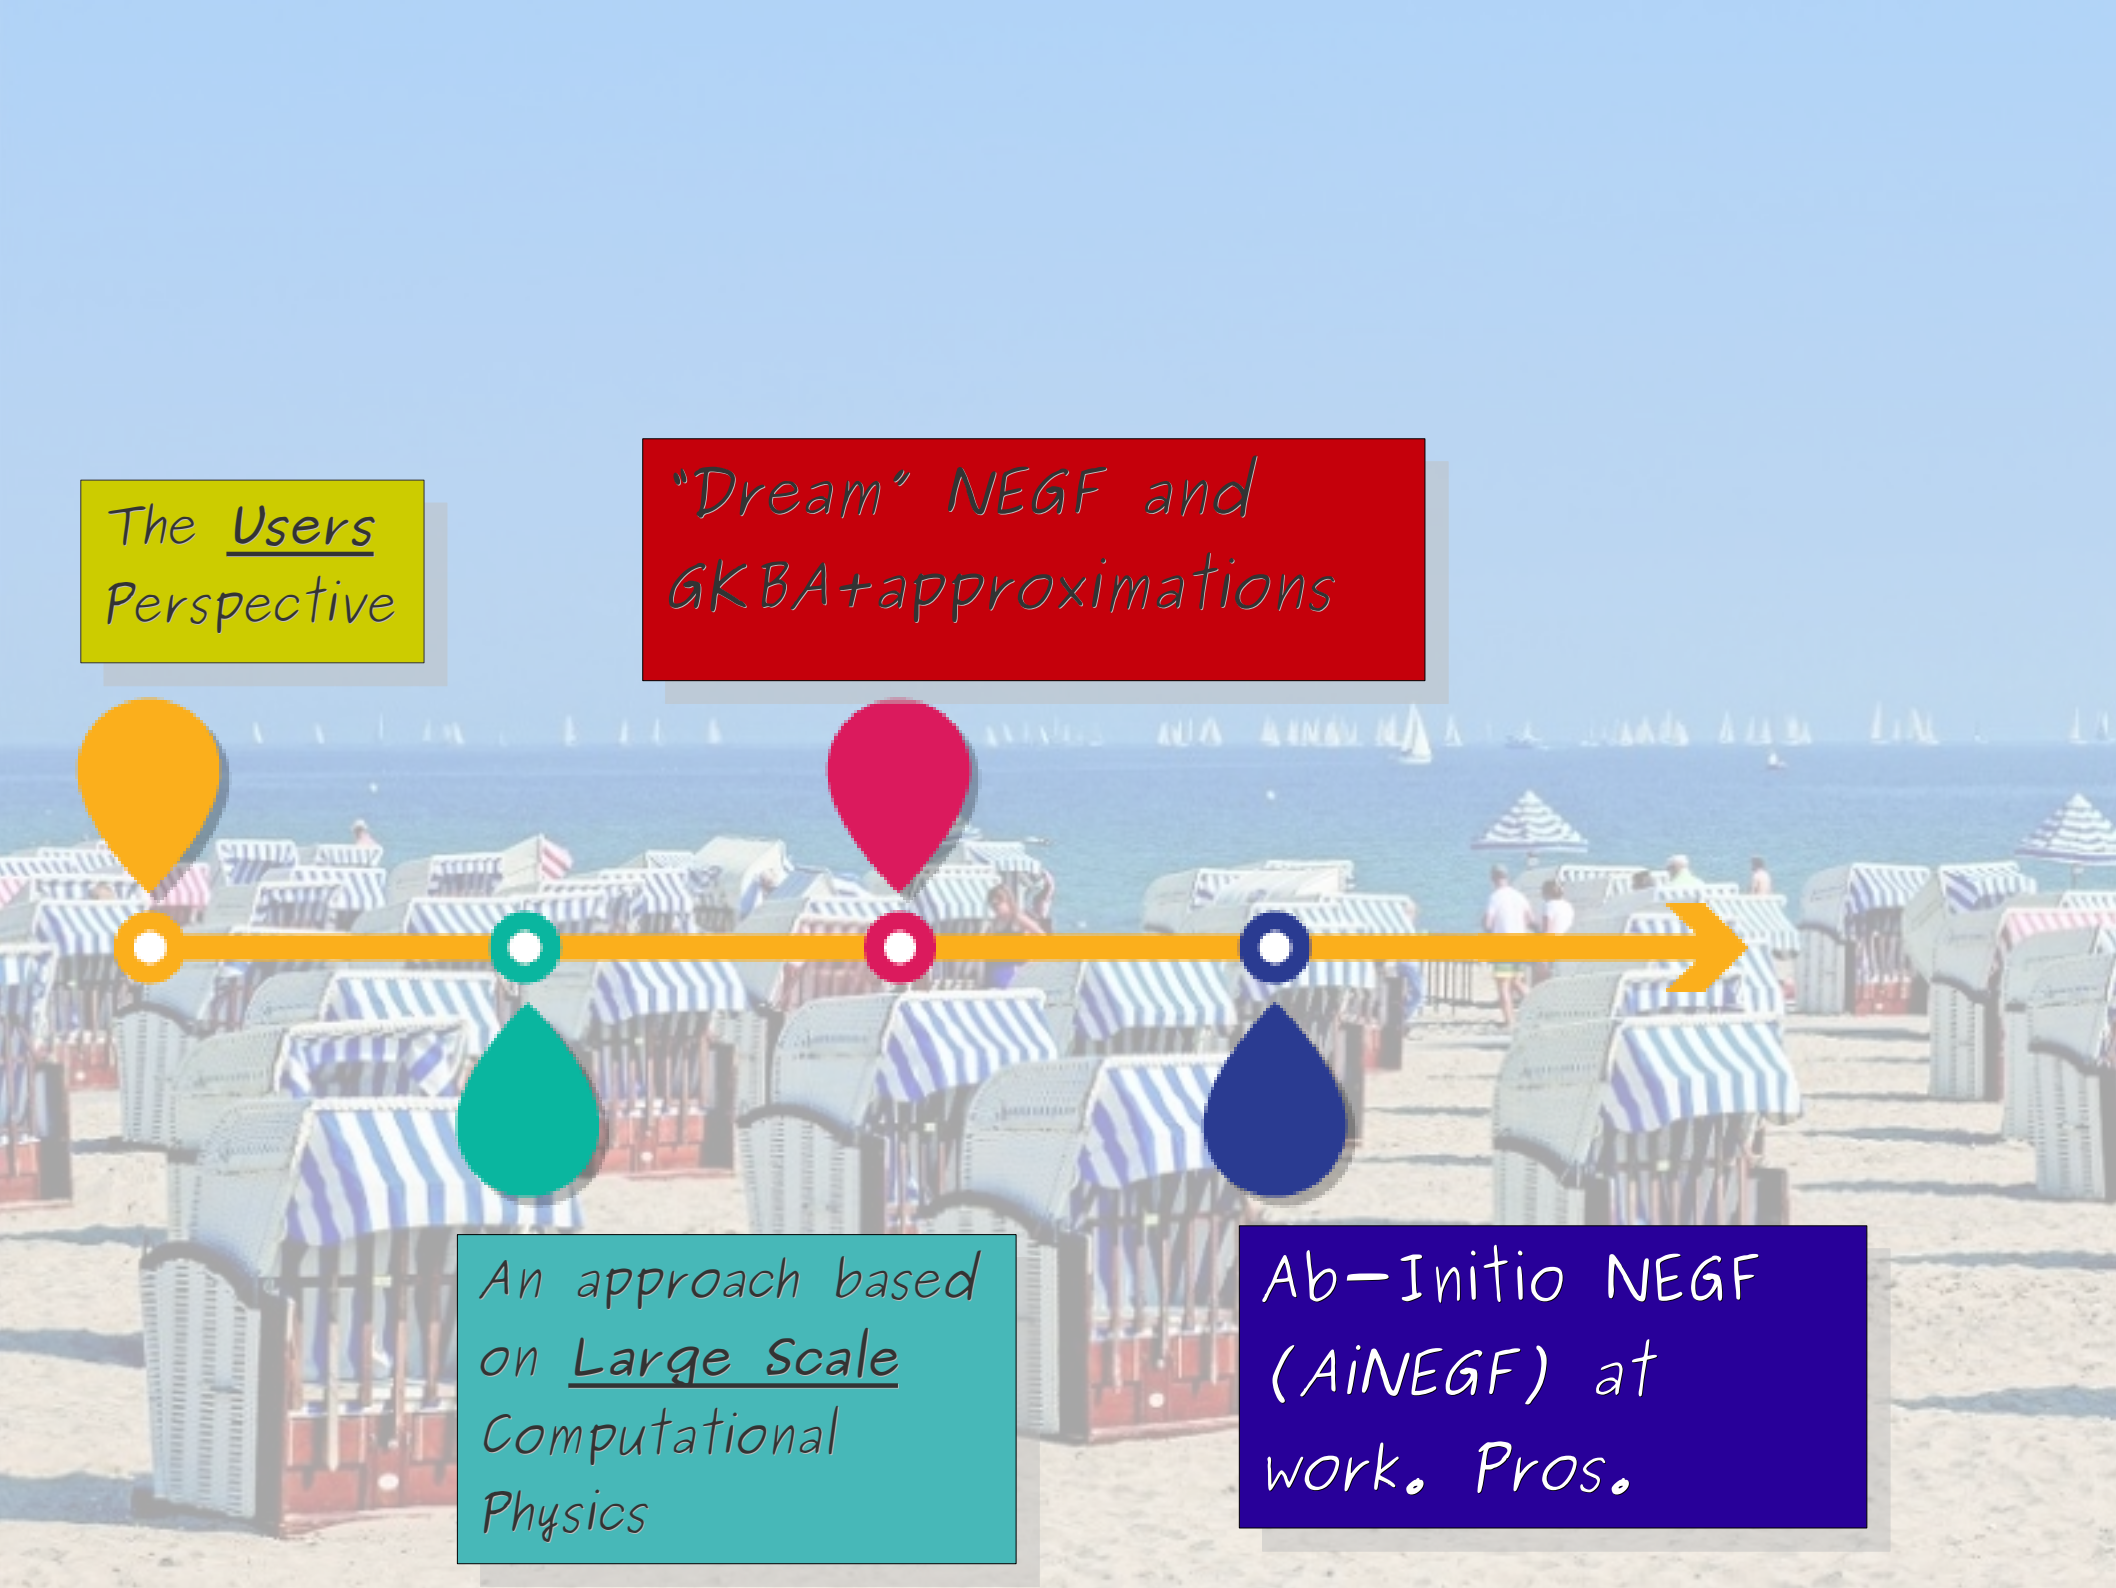 The Users
Perspective
An approach based
on Large Scale
Computational
Physics
“Dream” NEGF and
GKBA+approximations
Ab-Initio NEGF
(AiNEGF) at
work. Pros.